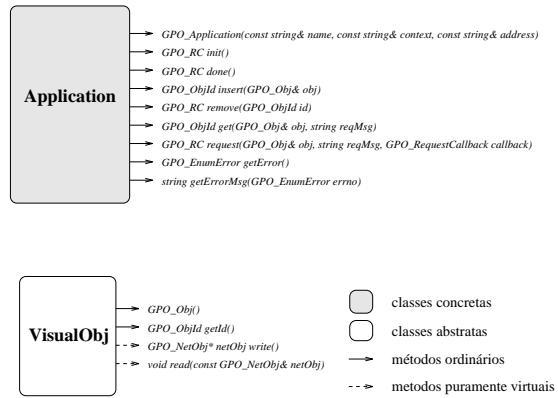 GPO_Application(const string& name, const string& context, const string& address)
GPO_RC init()
GPO_RC done()
Application
GPO_ObjId insert(GPO_Obj& obj)
GPO_RC remove(GPO_ObjId id)
GPO_ObjId get(GPO_Obj& obj, string reqMsg)
GPO_RC request(GPO_Obj& obj, string reqMsg, GPO_RequestCallback callback)
GPO_EnumError getError()
string getErrorMsg(GPO_EnumError errno)
VisualObj
GPO_Obj()
GPO_ObjId getId()
GPO_NetObj* netObj write()
void read(const GPO_NetObj& netObj)
classes concretas
classes abstratas
métodos ordinários
metodos puramente virtuais